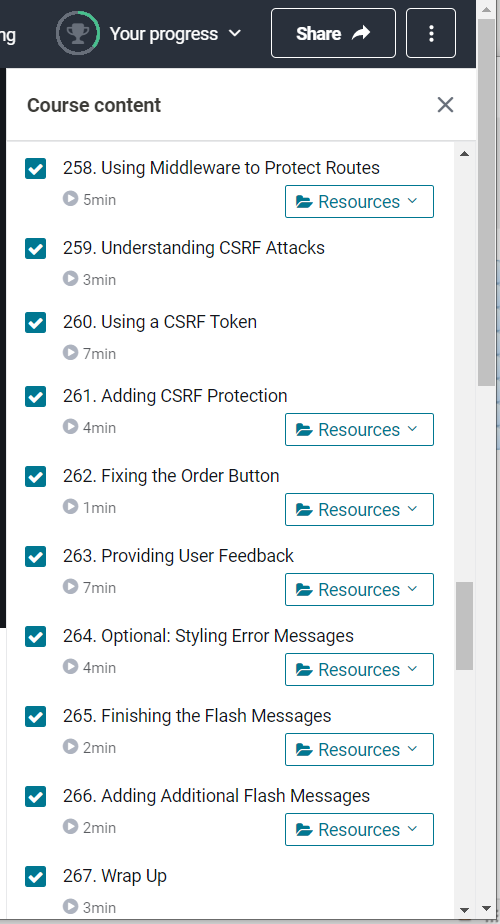 ng
Your progress
Share
Course content
258. Using Middleware to Protect Routes
5min
Resources
259. Understanding CSRF Attacks
3min
260. Using a CSRF Token
7min
261. Adding CSRF Protection
4min
Resources
262. Fixing the Order Button
1min
Resources
263. Providing User Feedback
7min
Resources
264. Optional: Styling Error Messages
4min
Resources
265. Finishing the Flash Messages
2min
Resources
266. Adding Additional Flash Messages
2min
Resources
267. Wrap Up
3min